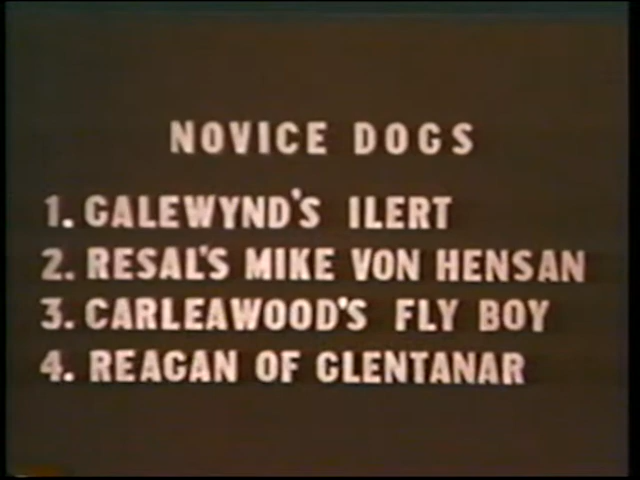 NOVICE DOGS
1. GALEWYND'S ILERT
2. RESAL'S MIKE VON HENSAN
3. CARLEAWOOD'S FLY BOY
4. REAGAN OF GLENTANAR